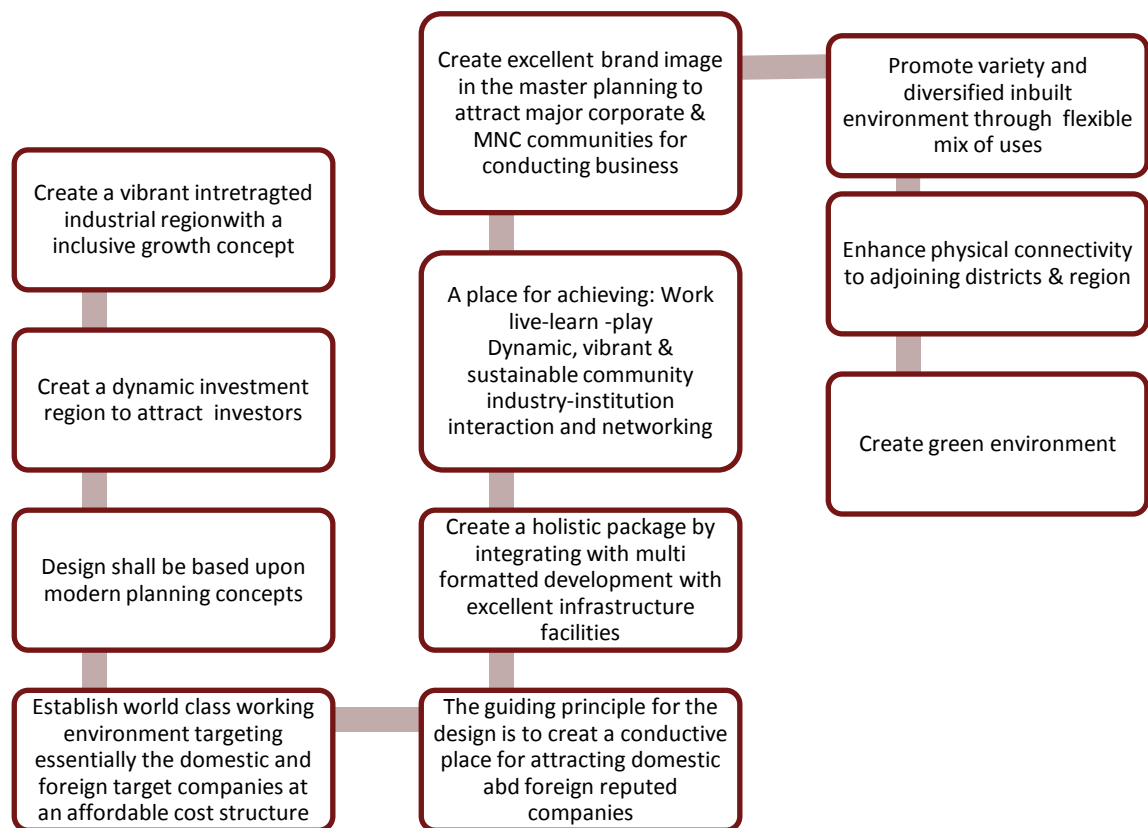 Create a vibrant intretragted
industrial regionwith a
inclusive growth concept
Creat a dynamic investment
region to attract investors
Design shall be based upon
modern planning concepts
Establish world class working
environment targeting
essentially the domestic and
foreign target companies at
an affordable cost structure
The guiding principle for the
design is to creat a conductive
place for attracting domestic
abd foreign reputed
companies
Create a holistic package by
integrating with multi
formatted development with
excellent infrastructure
facilities
A place for achieving: Work
live-learn -play
Dynamic, vibrant &
sustainable community
industry-institution
interaction and networking
Create excellent brand image
in the master planning to
attract major corporate &
MNC communities for
conducting business
Promote variety and
diversified inbuilt
environment through flexible
mix of uses
Enhance physical connectivity
to adjoining districts & region
Create green environment